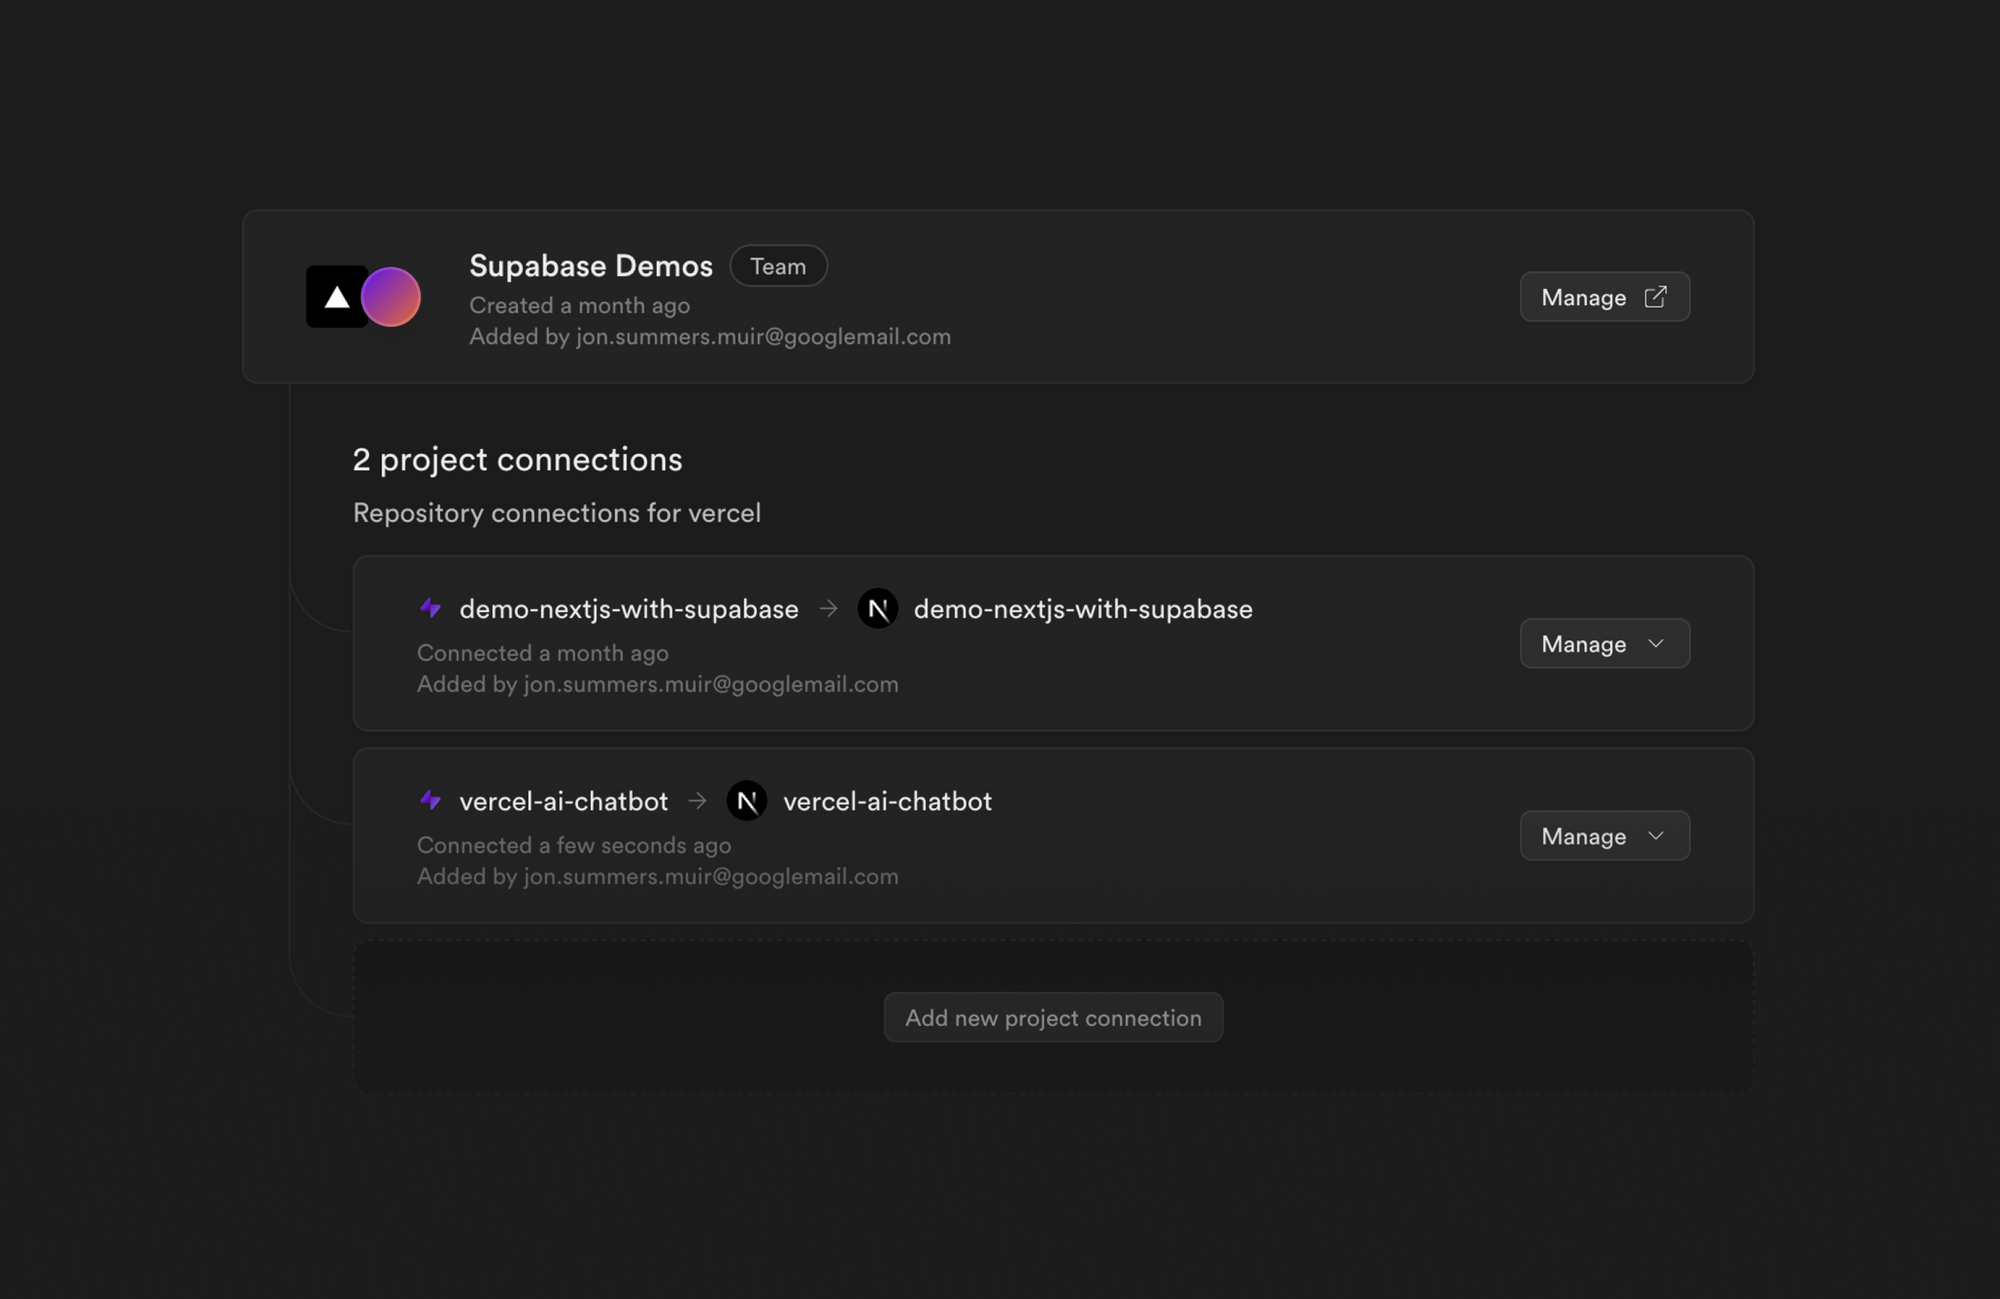 Supabase Demos Team
Created a month ago
Added by jon.summers.muir@googlemail.com
Manage
2 project connections
Repository connections for vercel
demo-nextjs-with-supabase → demo-nextjs-with-supabase
Connected a month ago
Added by jon.summers.muir@googlemail.com
Manage
vercel-ai-chatbot → vercel-ai-chatbot
Connected a few seconds ago
Added by jon.summers.muir@googlemail.com
Manage
Add new project connection